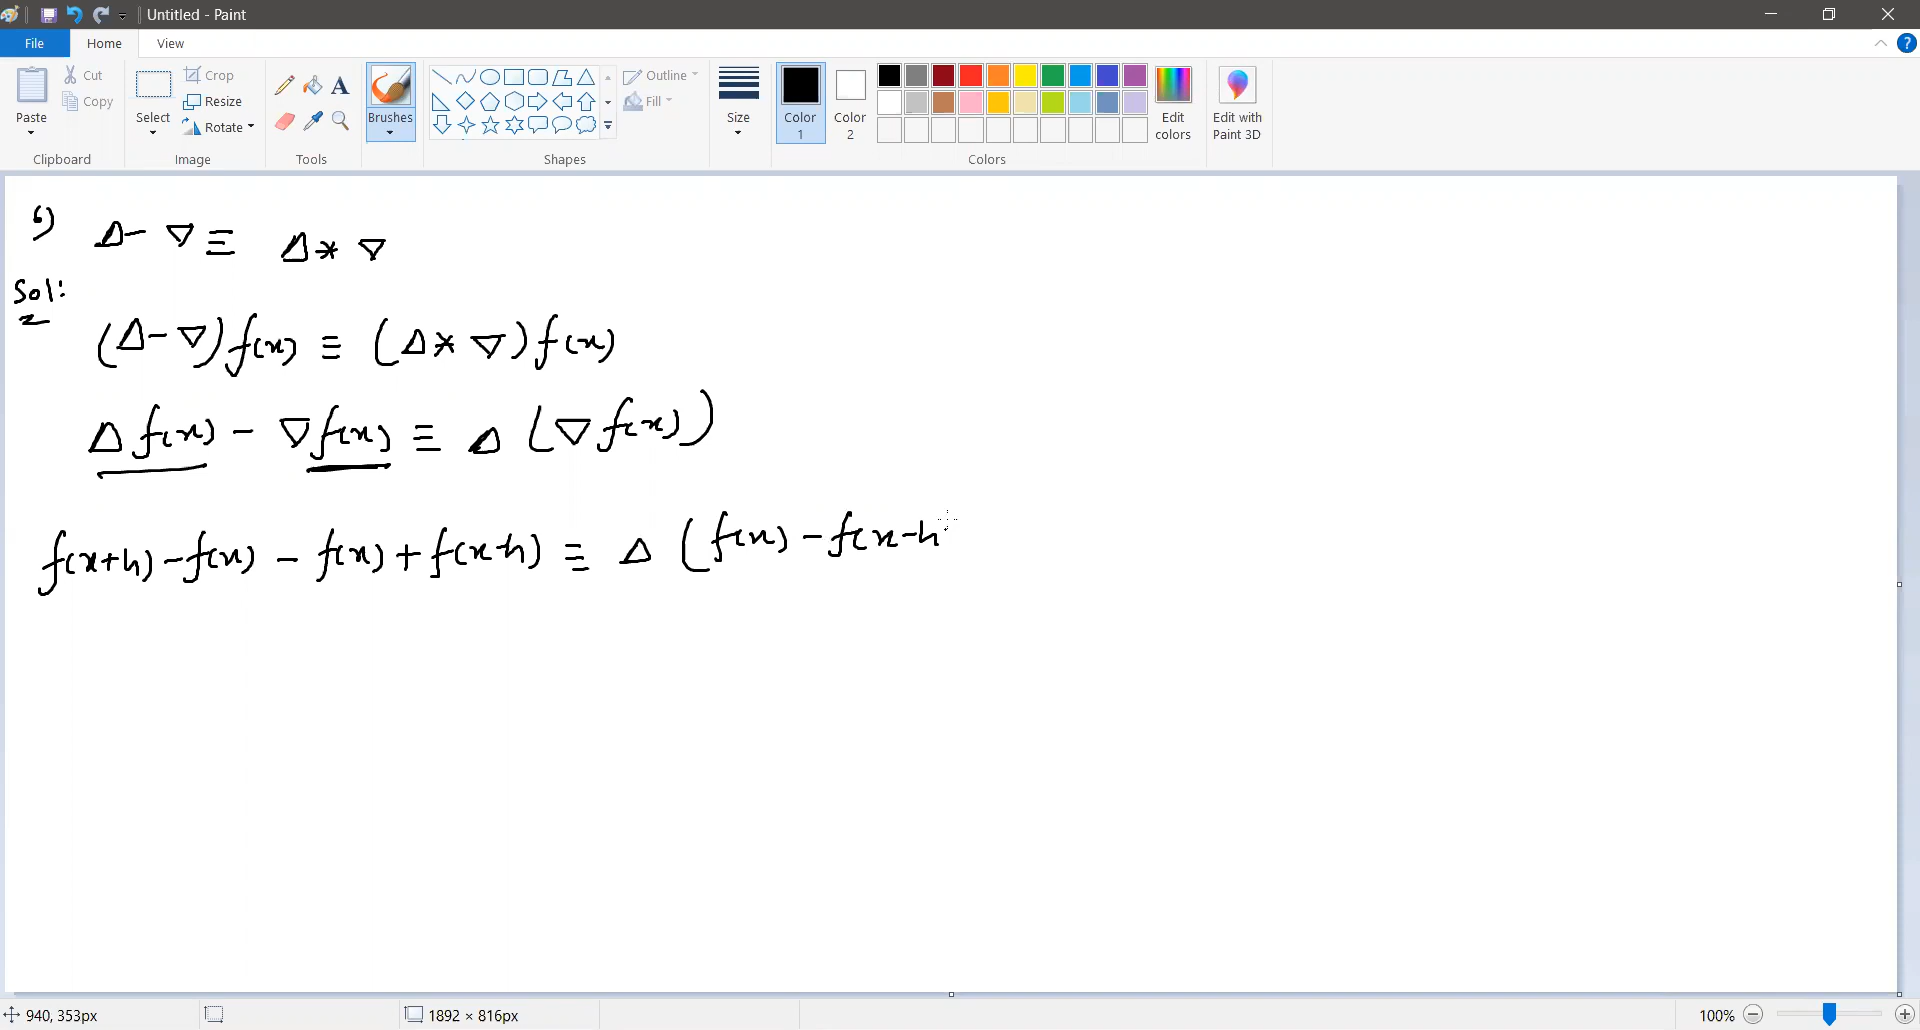 Untitled - Paint
File Home View
Paste Cut Copy Clipboard
Select Crop Resize Rotate Image
Tools
Brushes
Outline Fill Shapes
Size
Color 1 Color 2 Edit colors Colors
Edit with Paint 3D
6) Δ - ∇ ≡ Δ * ∇
Sol:
(Δ - ∇) f(x) ≡ (Δ * ∇) f(x)
Δ f(x) - ∇ f(x) ≡ Δ (∇ f(x))
f(x+h) - f(x) - f(x) + f(x-h) ≡ Δ (f(x) - f(x-h
940, 353px 1892 × 816px 100%